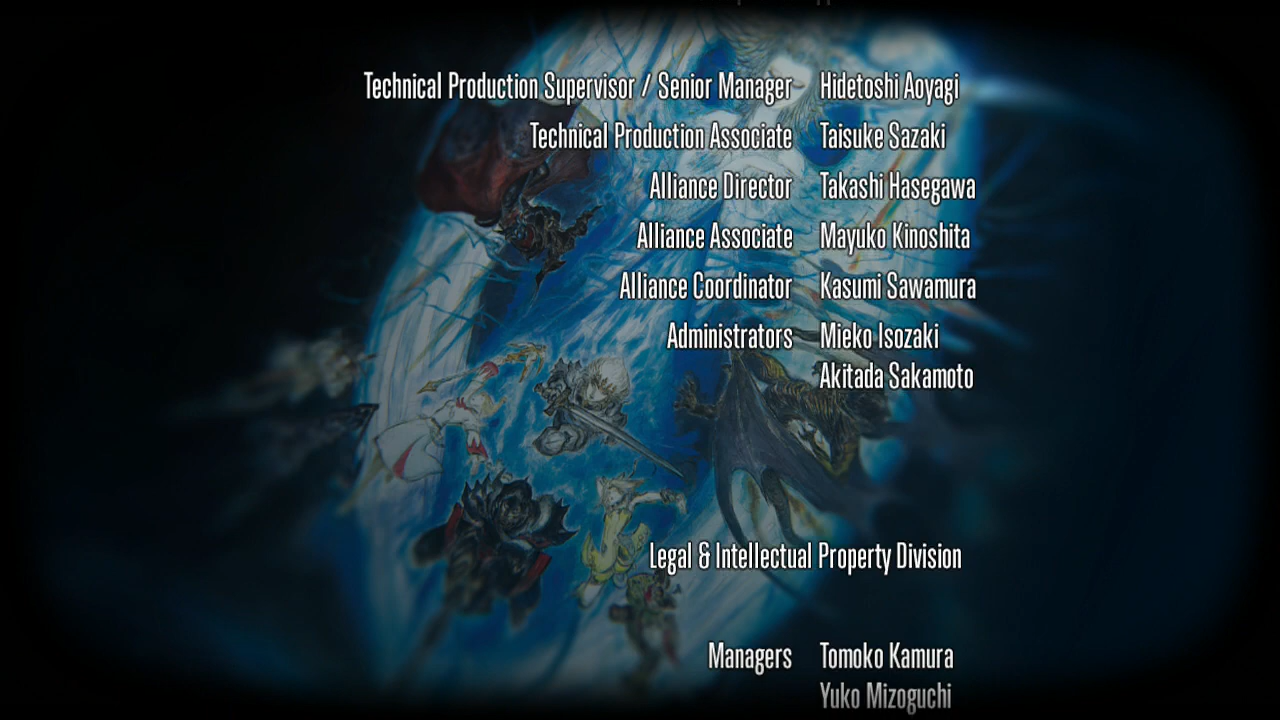 Technical Production Supervisor / Senior Manager Hidetoshi Aoyagi
Technical Production Associate Taisuke Sazaki
Alliance Director Takashi Hasegawa
Alliance Associate Mayuko Kinoshita
Alliance Coordinator Kasumi Sawamura
Administrators Mieko Isozaki
Akitada Sakamoto
Legal & Intellectual Property Division
Managers Tomoko Kamura
Yuko Mizoguchi